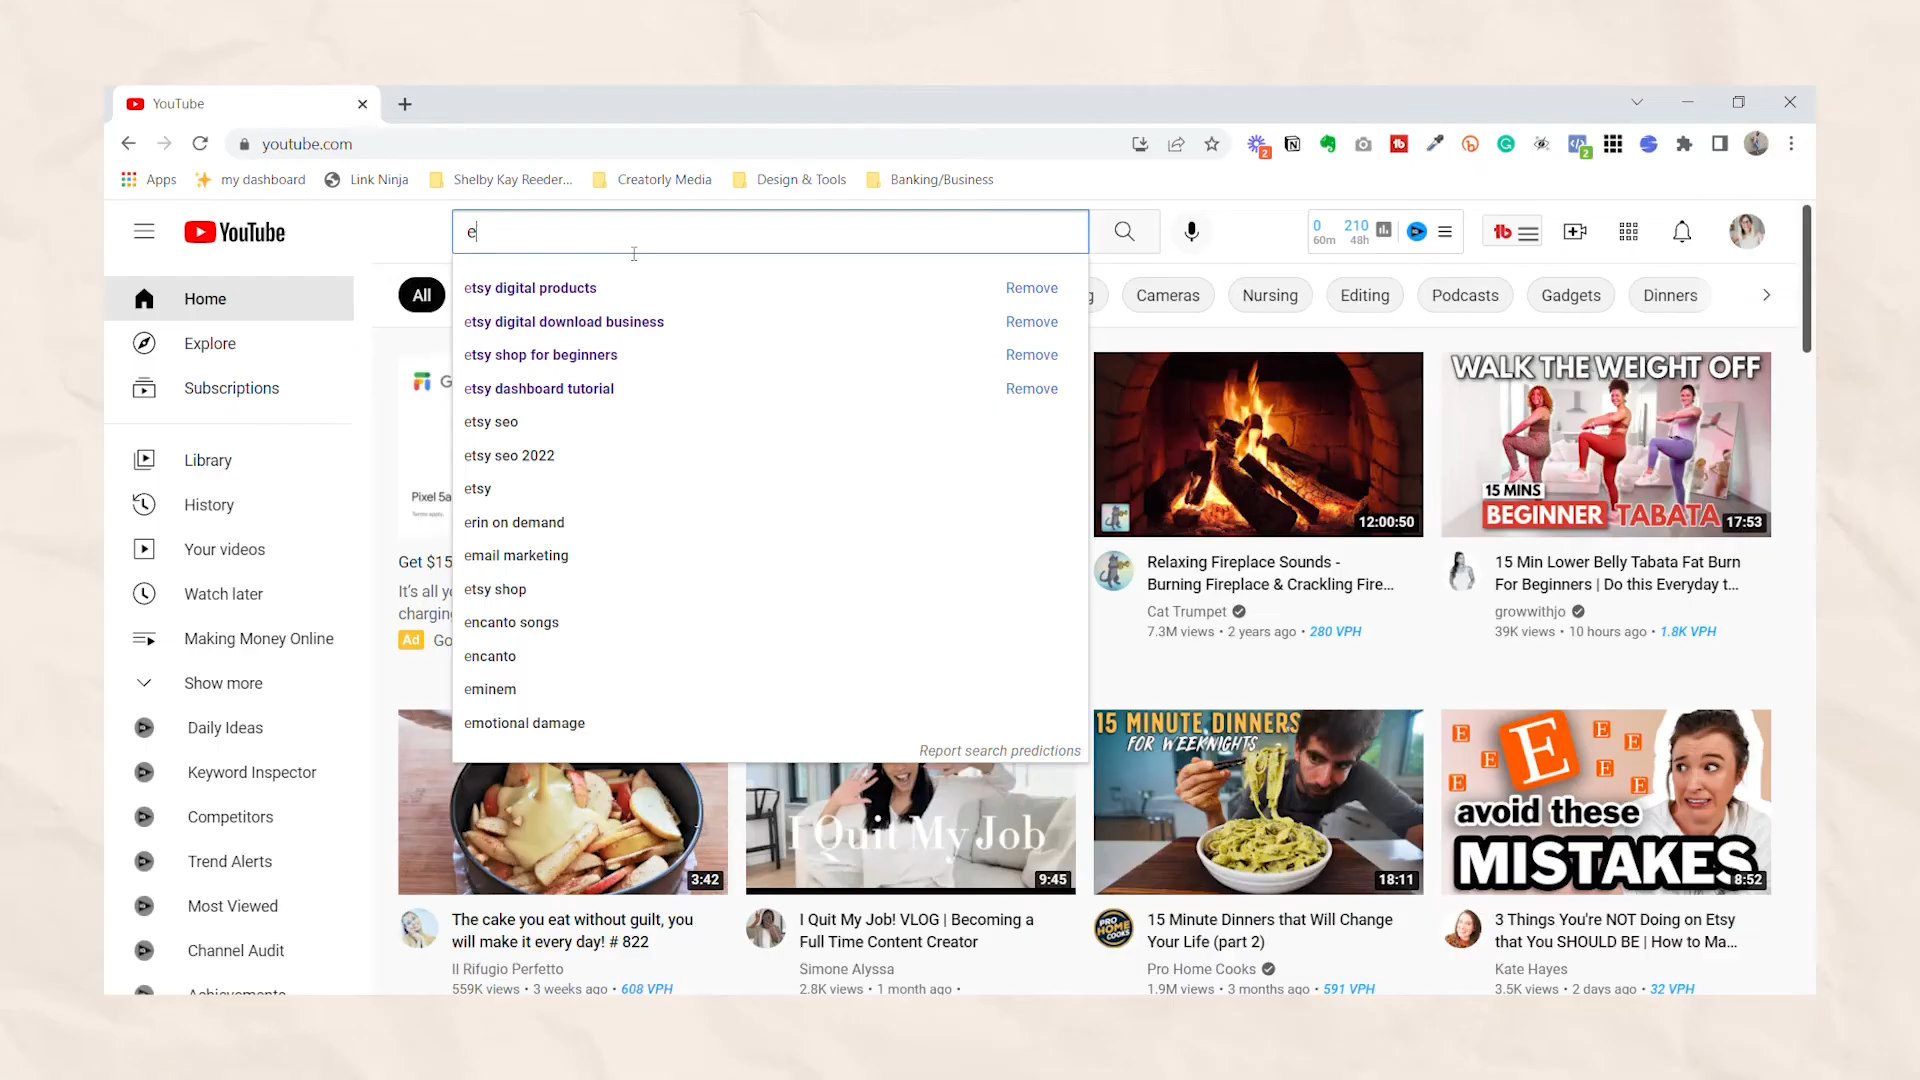 YouTube
youtube.com
2
2
Apps
my dashboard
Link Ninja
Shelby Kay Reeder...
Creatorly Media
Design & Tools
Banking/Business
YouTube
e
0 210
60m 48h
tb
Home
Explore
Subscriptions
Library
History
Your videos
Watch later
Making Money Online
Show more
Daily Ideas
Keyword Inspector
Competitors
Trend Alerts
Most Viewed
Channel Audit
All
g
Cameras
Nursing
Editing
Podcasts
Gadgets
Dinners
etsy digital products Remove
etsy digital download business Remove
etsy shop for beginners Remove
etsy dashboard tutorial Remove
etsy seo
etsy seo 2022
etsy
erin on demand
email marketing
etsy shop
encanto songs
encanto
eminem
emotional damage
Report search predictions
G
Pixel 5a
Terms apply.
Get $15
It's all y
charging
Ad Go
12:00:50
Relaxing Fireplace Sounds -
Burning Fireplace & Crackling Fire...
Cat Trumpet
7.3M views • 2 years ago • 280 VPH
WALK THE WEIGHT OFF
15 MINS
BEGINNER TABATA
17:53
15 Min Lower Belly Tabata Fat Burn
For Beginners | Do this Everyday t...
growwithjo
39K views • 10 hours ago • 1.8K VPH
3:42
The cake you eat without guilt, you
will make it every day! # 822
Il Rifugio Perfetto
559K views • 3 weeks ago • 608 VPH
I Quit My Job
9:45
I Quit My Job! VLOG | Becoming a
Full Time Content Creator
Simone Alyssa
2.8K views • 1 month ago •
15 MINUTE DINNERS
FOR WEEKNIGHTS
18:11
PRO
HOME
COOKS
15 Minute Dinners that Will Change
Your Life (part 2)
Pro Home Cooks
1.9M views • 3 months ago • 591 VPH
E
avoid these
MISTAKES
8:52
3 Things You're NOT Doing on Etsy
that You SHOULD BE | How to Ma...
Kate Hayes
3.5K views • 2 days ago • 32 VPH